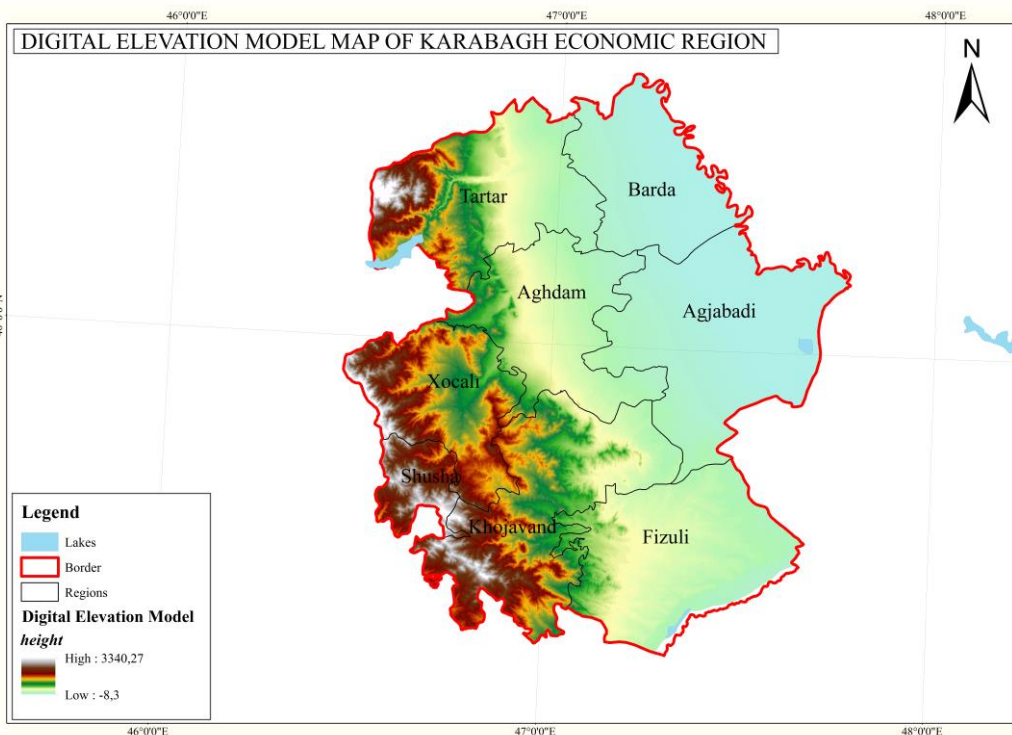 46°0'0"E 47°0'0"E 48°0'0"E
DIGITAL ELEVATION MODEL MAP OF KARABAGH ECONOMIC REGION
N
Tartar
Barda
Aghdam
Agjabadi
Xocalı
Shusha
Khojavand
Fizuli
Legend
Lakes
Border
Regions
Digital Elevation Model
height
High : 3340,27
Low : -8,3
46°0'0"E 47°0'0"E 48°0'0"E